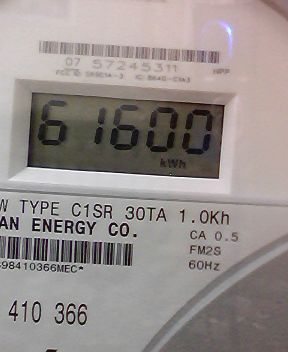 07 57245311
NPP
61600
kWh
W TYPE C1SR 30TA 1.0Kh
AN ENERGY CO.
CA 0.5
FM2S
60Hz
98410366MEC*
410 366